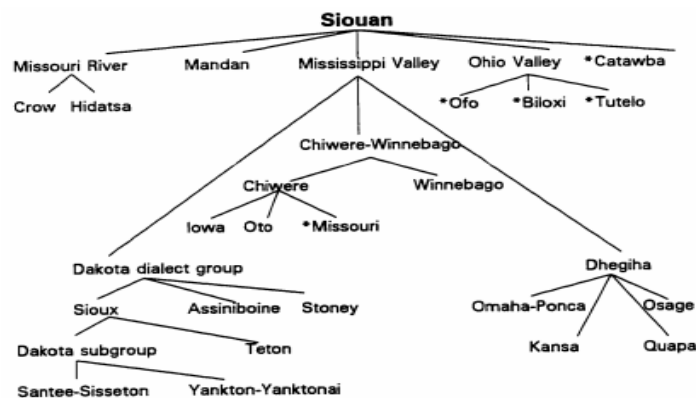 Siouan
Missouri River Mandan Mississippi Valley Ohio Valley *Catawba
Crow Hidatsa *Ofo *Biloxi *Tutelo
Chiwere-Winnebago
Chiwere Winnebago
Iowa Oto *Missouri
Dakota dialect group Dhegiha
Sioux Assiniboine Stoney Omaha-Ponca Osage
Dakota subgroup Teton Kansa Quapa
Santee-Sisseton Yankton-Yanktonai